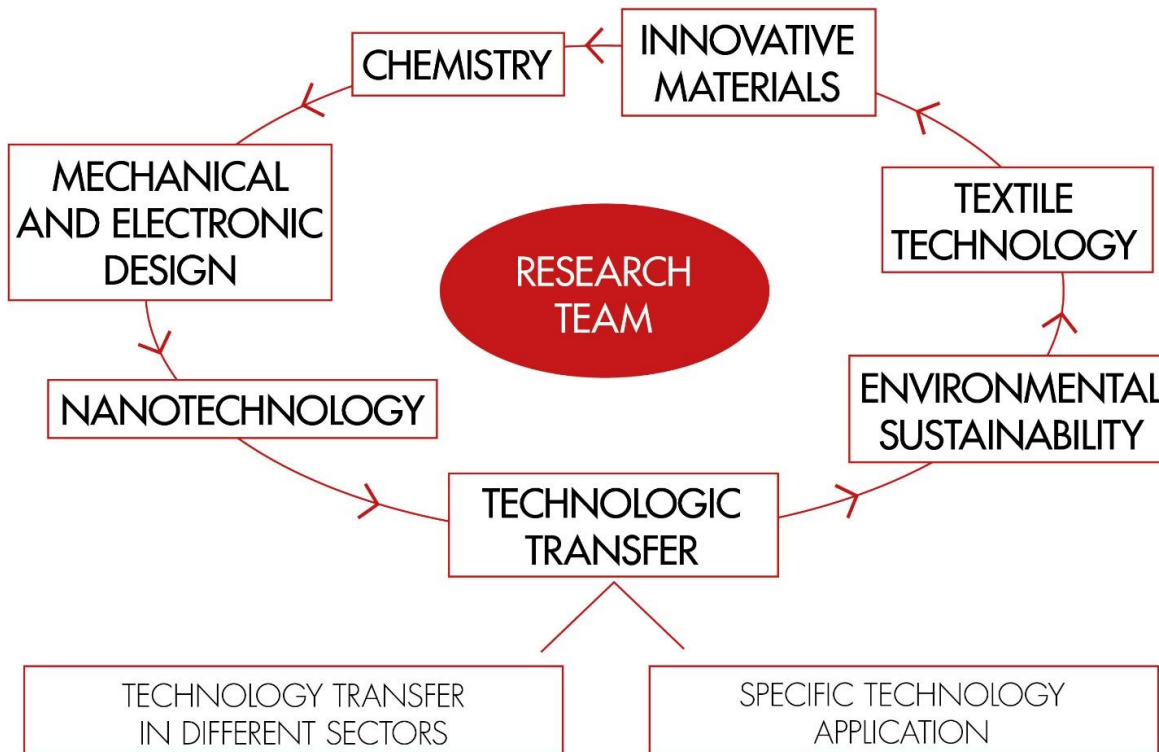 INNOVATIVE
MATERIALS
CHEMISTRY
MECHANICAL
AND ELECTRONIC
DESIGN
TEXTILE
TECHNOLOGY
RESEARCH
TEAM
NANOTECHNOLOGY
ENVIRONMENTAL
SUSTAINABILITY
TECHNOLOGIC
TRANSFER
TECHNOLOGY TRANSFER
IN DIFFERENT SECTORS
SPECIFIC TECHNOLOGY
APPLICATION